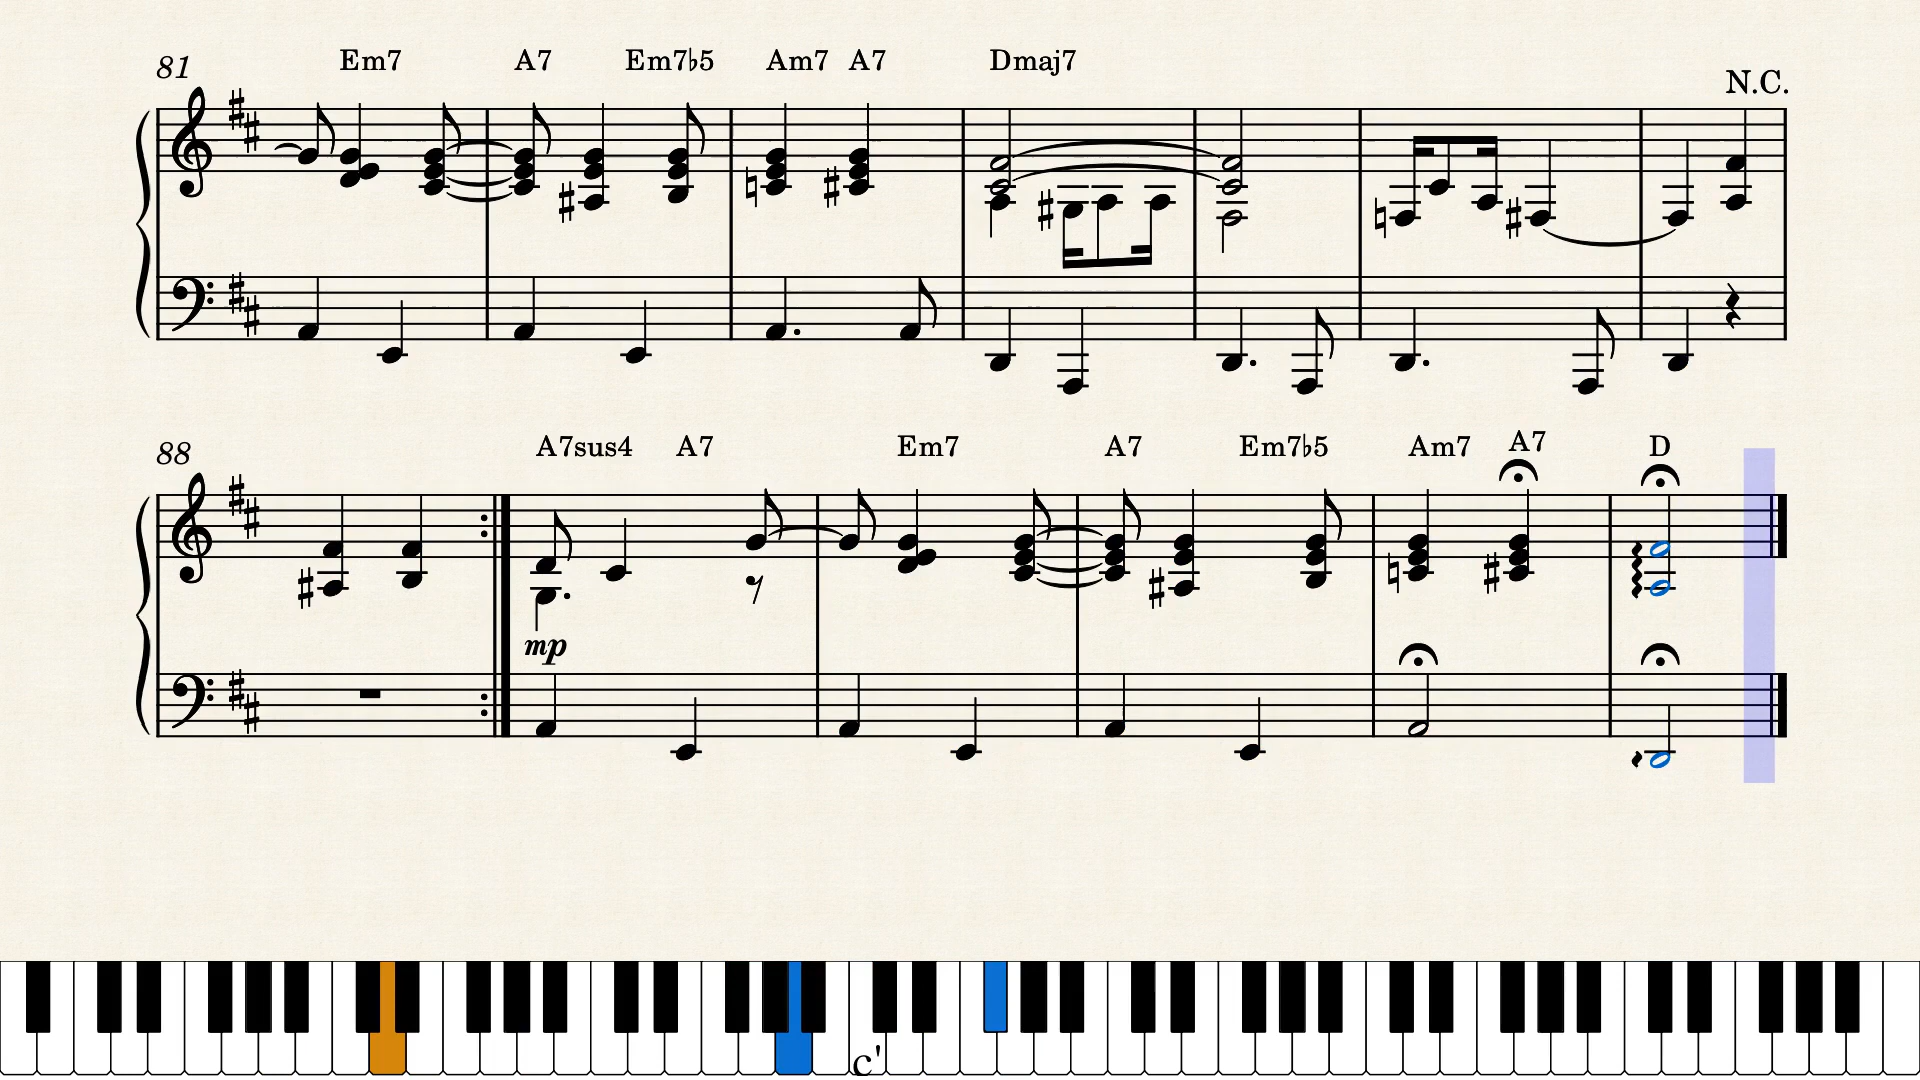 81 Em7 A7 Em7♭5 Am7 A7 Dmaj7 N.C.
88 A7sus4 A7 Em7 A7 Em7♭5 Am7 A7 D
mp
c'